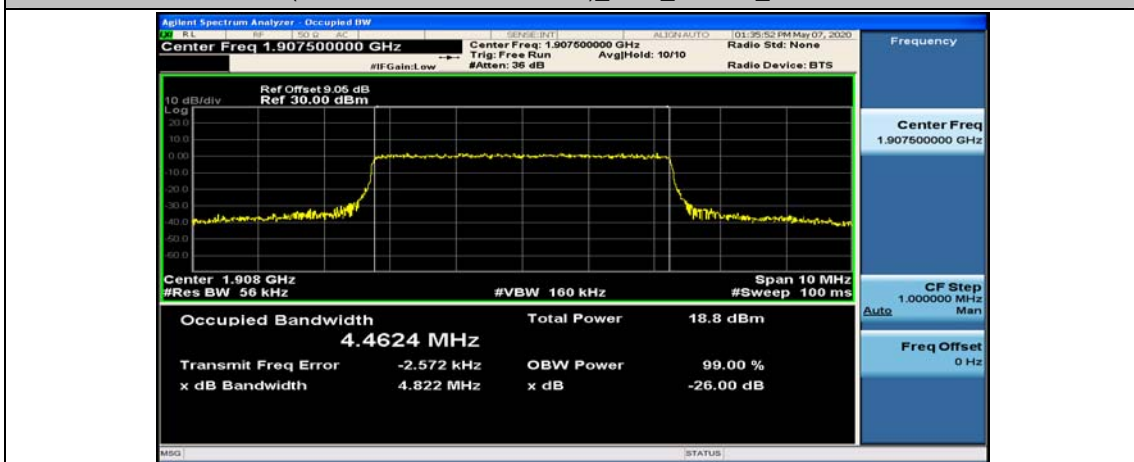 Agilent Spectrum Analyzer - Occupied BW
RL RF 50 Ω AC SENSE:INT ALIGNAUTO 01:35:52 PM May 07, 2020
Center Freq 1.907500000 GHz
Center Freq: 1.907500000 GHz
Radio Std: None
Trig: Free Run
Avg|Hold: 10/10
#IFGain:Low
#Atten: 36 dB
Radio Device: BTS
Frequency
Ref Offset 9.05 dB
10 dB/div
Ref 30.00 dBm
Log
20.0
10.0
0.00
-10.0
-20.0
-30.0
-40.0
-50.0
-60.0
Center Freq
1.907500000 GHz
Center 1.908 GHz
Span 10 MHz
#Res BW 56 kHz
#VBW 160 kHz
#Sweep 100 ms
CF Step
1.000000 MHz
Auto Man
Occupied Bandwidth
Total Power 18.8 dBm
4.4624 MHz
Transmit Freq Error -2.572 kHz
OBW Power 99.00 %
x dB Bandwidth 4.822 MHz
x dB -26.00 dB
Freq Offset
0 Hz
MSG
STATUS